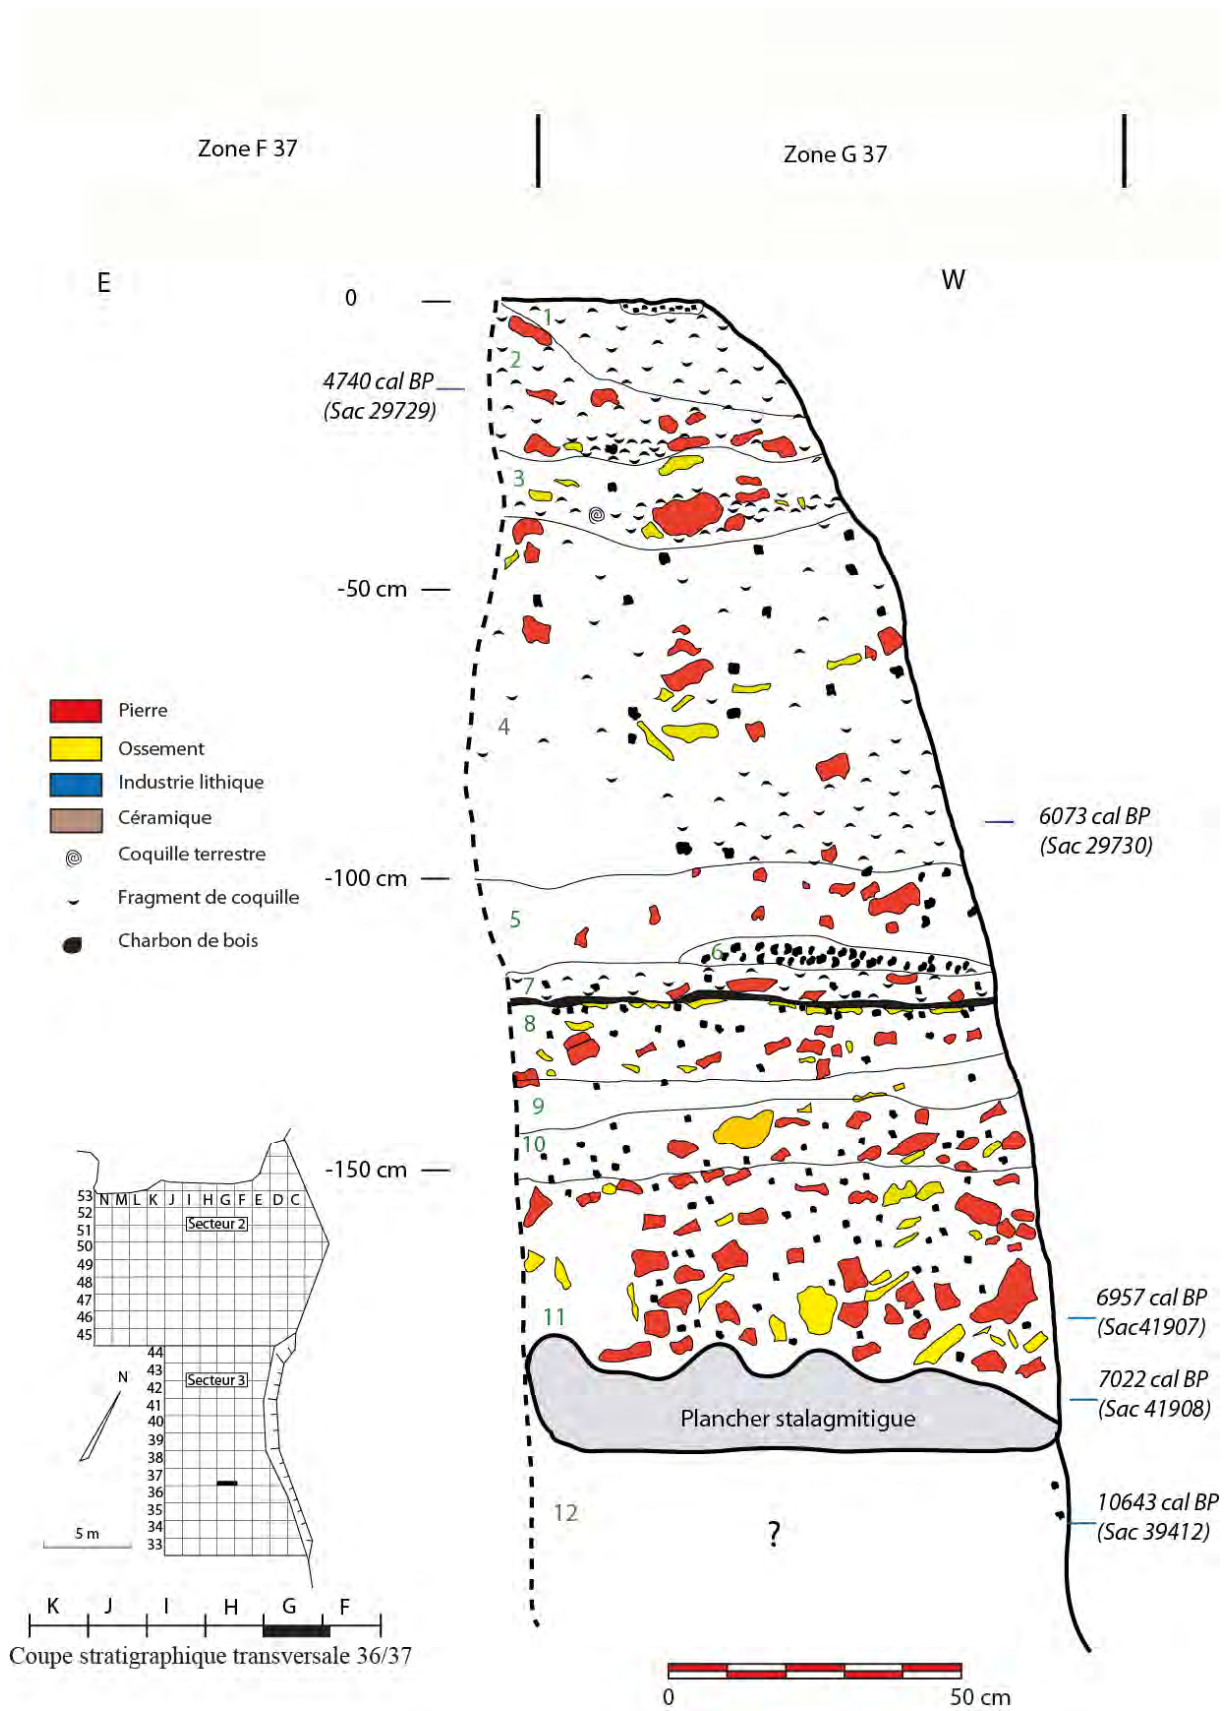 Zone F 37
Zone G 37
E
W
0
1
2
4740 cal BP
(Sac 29729)
3
-50 cm
Pierre
Ossement
Industrie lithique
Céramique
Coquille terrestre
Fragment de coquille
Charbon de bois
4
6073 cal BP
(Sac 29730)
-100 cm
5
6
7
8
9
10
-150 cm
11
6957 cal BP
(Sac41907)
7022 cal BP
(Sac 41908)
Plancher stalagmitigue
12
?
10643 cal BP
(Sac 39412)
53 N M L K J I H G F E D C
52
51
Secteur 2
50
49
48
47
46
45
44
43
42
Secteur 3
41
40
39
38
37
36
35
34
33
N
5 m
K J I H G F
Coupe stratigraphique transversale 36/37
0
50 cm